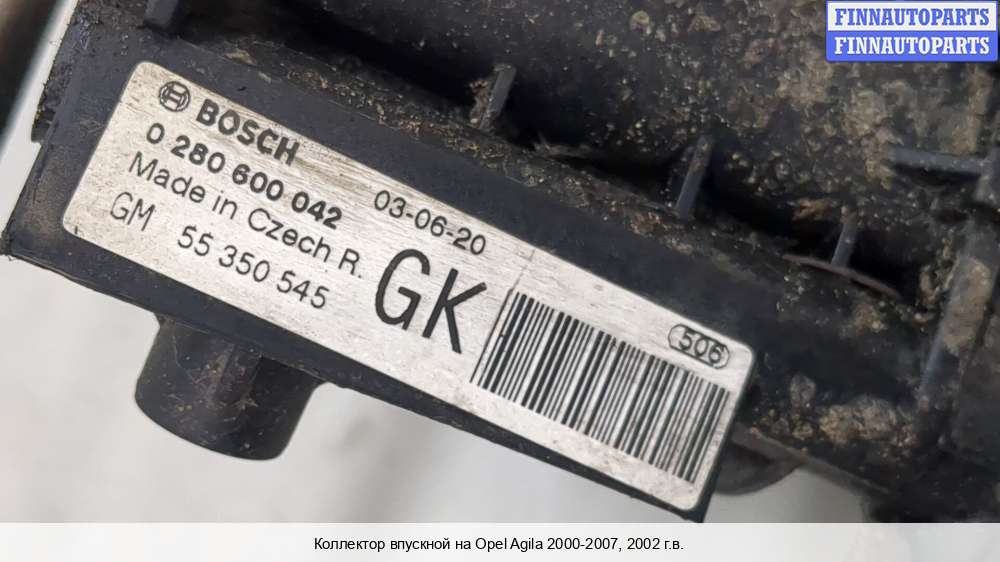 FINNAUTOPARTS
FINNAUTOPARTS
BOSCH
0 280 600 042
03-06-20
Made in Czech R.
GM 55 350 545
GK
506
Коллектор впускной на Opel Agila 2000-2007, 2002 г.в.